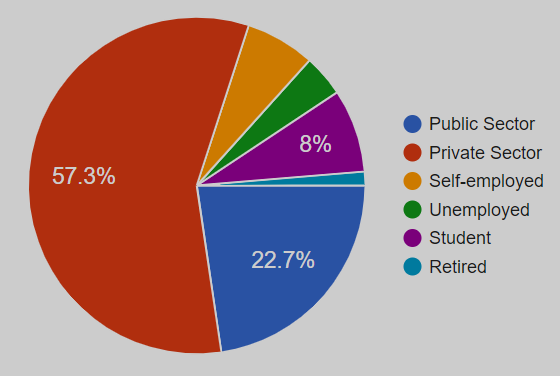 57.3%
8%
22.7%
Public Sector
Private Sector
Self-employed
Unemployed
Student
Retired